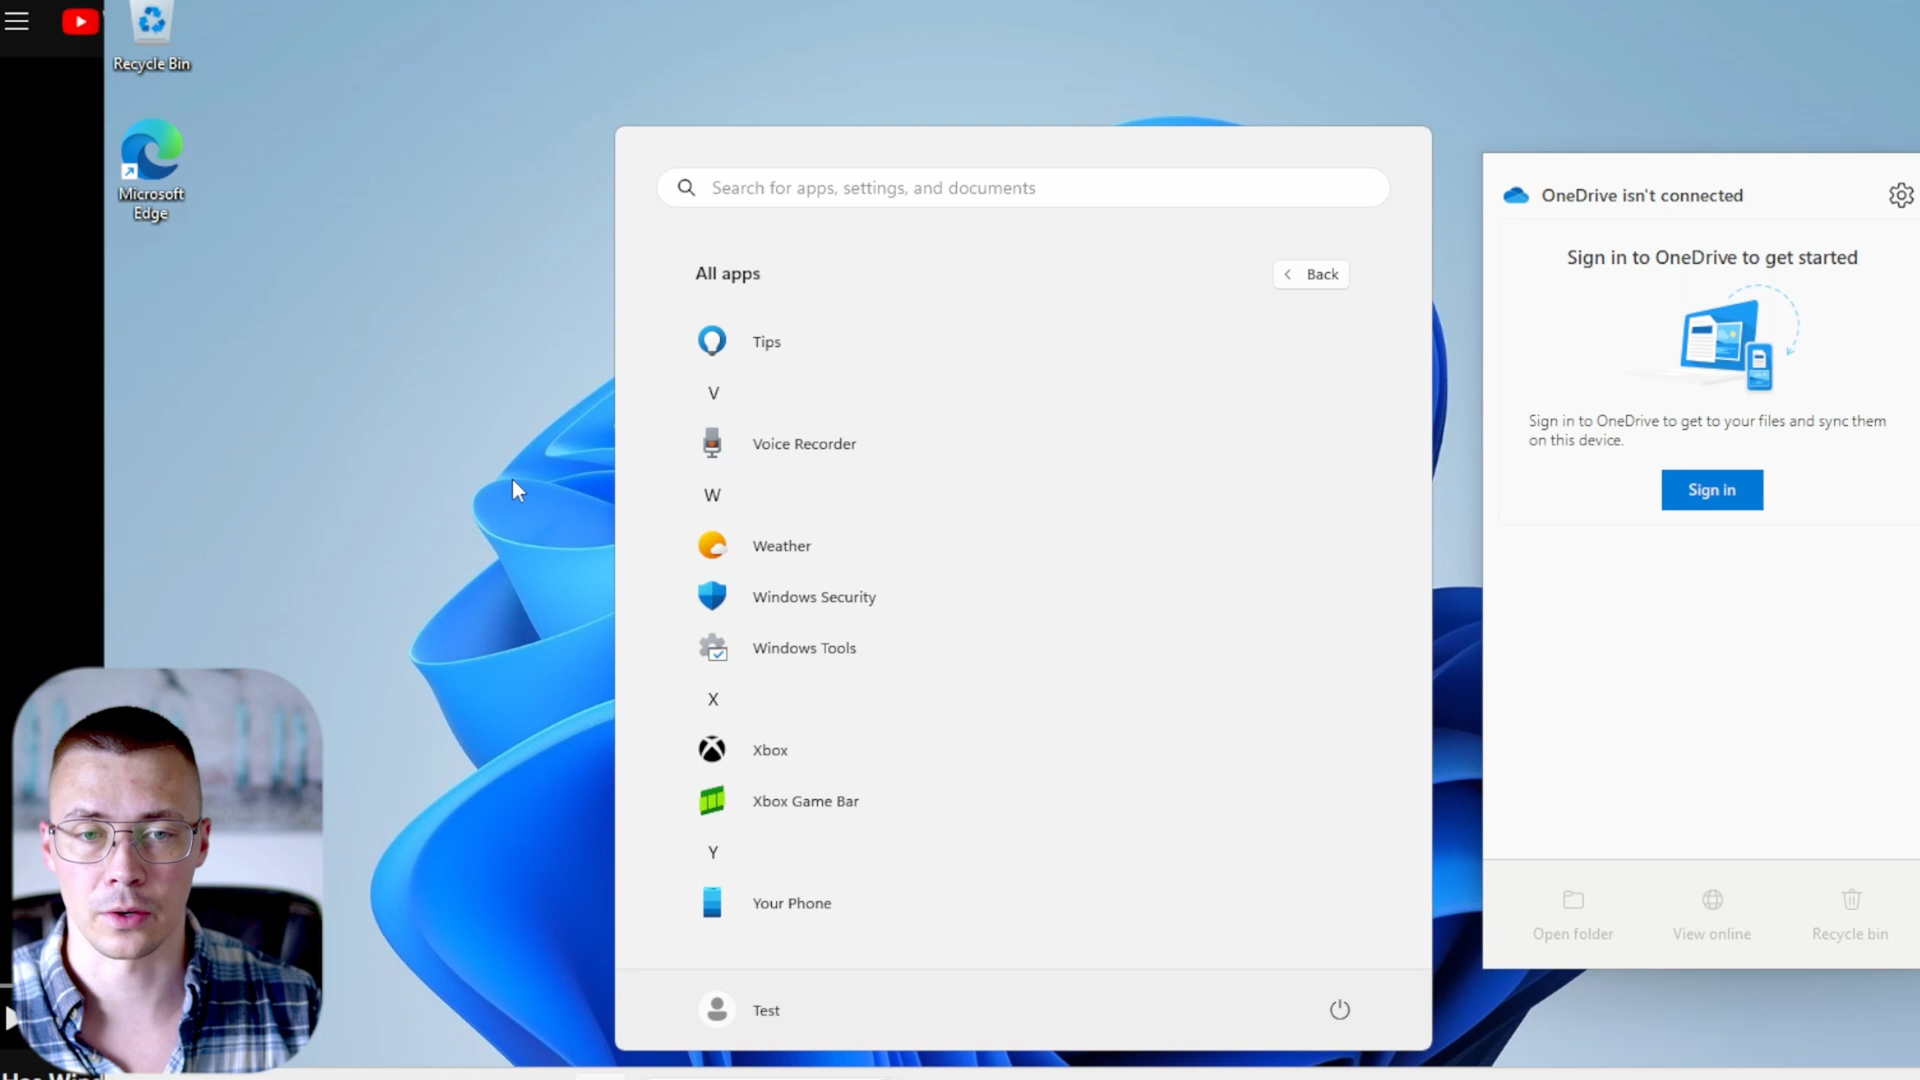 Recycle Bin
Microsoft
Edge
Search for apps, settings, and documents
All apps
Back
Tips
V
Voice Recorder
W
Weather
Windows Security
Windows Tools
X
Xbox
Xbox Game Bar
Y
Your Phone
Test
OneDrive isn't connected
Sign in to OneDrive to get started
Sign in to OneDrive to get to your files and sync them
on this device.
Sign in
Open folder
View online
Recycle bin